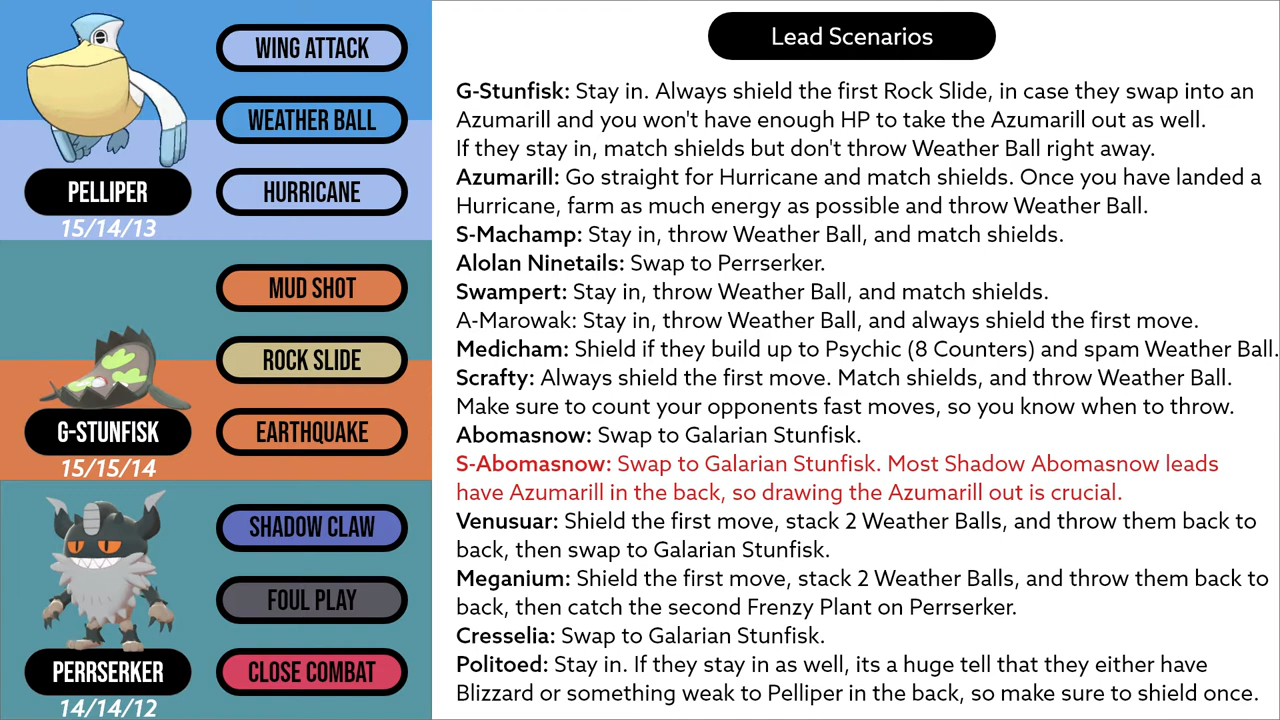 WING ATTACK
WEATHER BALL
PELLIPER
HURRICANE
15/14/13
MUD SHOT
ROCK SLIDE
G-STUNFISK
EARTHQUAKE
15/15/14
SHADOW CLAW
FOUL PLAY
PERRSERKER
CLOSE COMBAT
14/14/12
Lead Scenarios
G-Stunfisk: Stay in. Always shield the first Rock Slide, in case they swap into an
Azumarill and you won't have enough HP to take the Azumarill out as well.
If they stay in, match shields but don't throw Weather Ball right away.
Azumarill: Go straight for Hurricane and match shields. Once you have landed a
Hurricane, farm as much energy as possible and throw Weather Ball.
S-Machamp: Stay in, throw Weather Ball, and match shields.
Alolan Ninetails: Swap to Perrserker.
Swampert: Stay in, throw Weather Ball, and match shields.
A-Marowak: Stay in, throw Weather Ball, and always shield the first move.
Medicham: Shield if they build up to Psychic (8 Counters) and spam Weather Ball.
Scrafty: Always shield the first move. Match shields, and throw Weather Ball.
Make sure to count your opponents fast moves, so you know when to throw.
Abomasnow: Swap to Galarian Stunfisk.
S-Abomasnow: Swap to Galarian Stunfisk. Most Shadow Abomasnow leads
have Azumarill in the back, so drawing the Azumarill out is crucial.
Venusuar: Shield the first move, stack 2 Weather Balls, and throw them back to
back, then swap to Galarian Stunfisk.
Meganium: Shield the first move, stack 2 Weather Balls, and throw them back to
back, then catch the second Frenzy Plant on Perrserker.
Cresselia: Swap to Galarian Stunfisk.
Politoed: Stay in. If they stay in as well, its a huge tell that they either have
Blizzard or something weak to Pelliper in the back, so make sure to shield once.